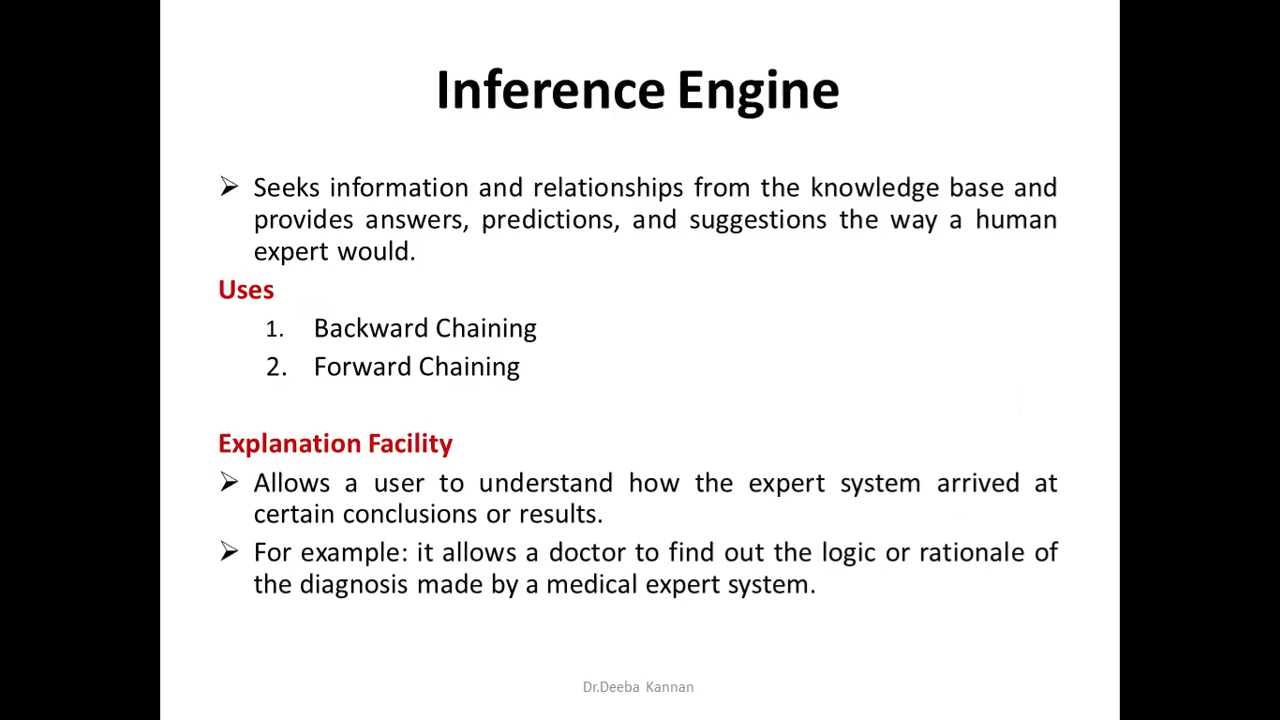 Inference Engine
➢ Seeks information and relationships from the knowledge base and
provides answers, predictions, and suggestions the way a human
expert would.
Uses
1. Backward Chaining
2. Forward Chaining
Explanation Facility
➢ Allows a user to understand how the expert system arrived at
certain conclusions or results.
➢ For example: it allows a doctor to find out the logic or rationale of
the diagnosis made by a medical expert system.
Dr.Deeba Kannan